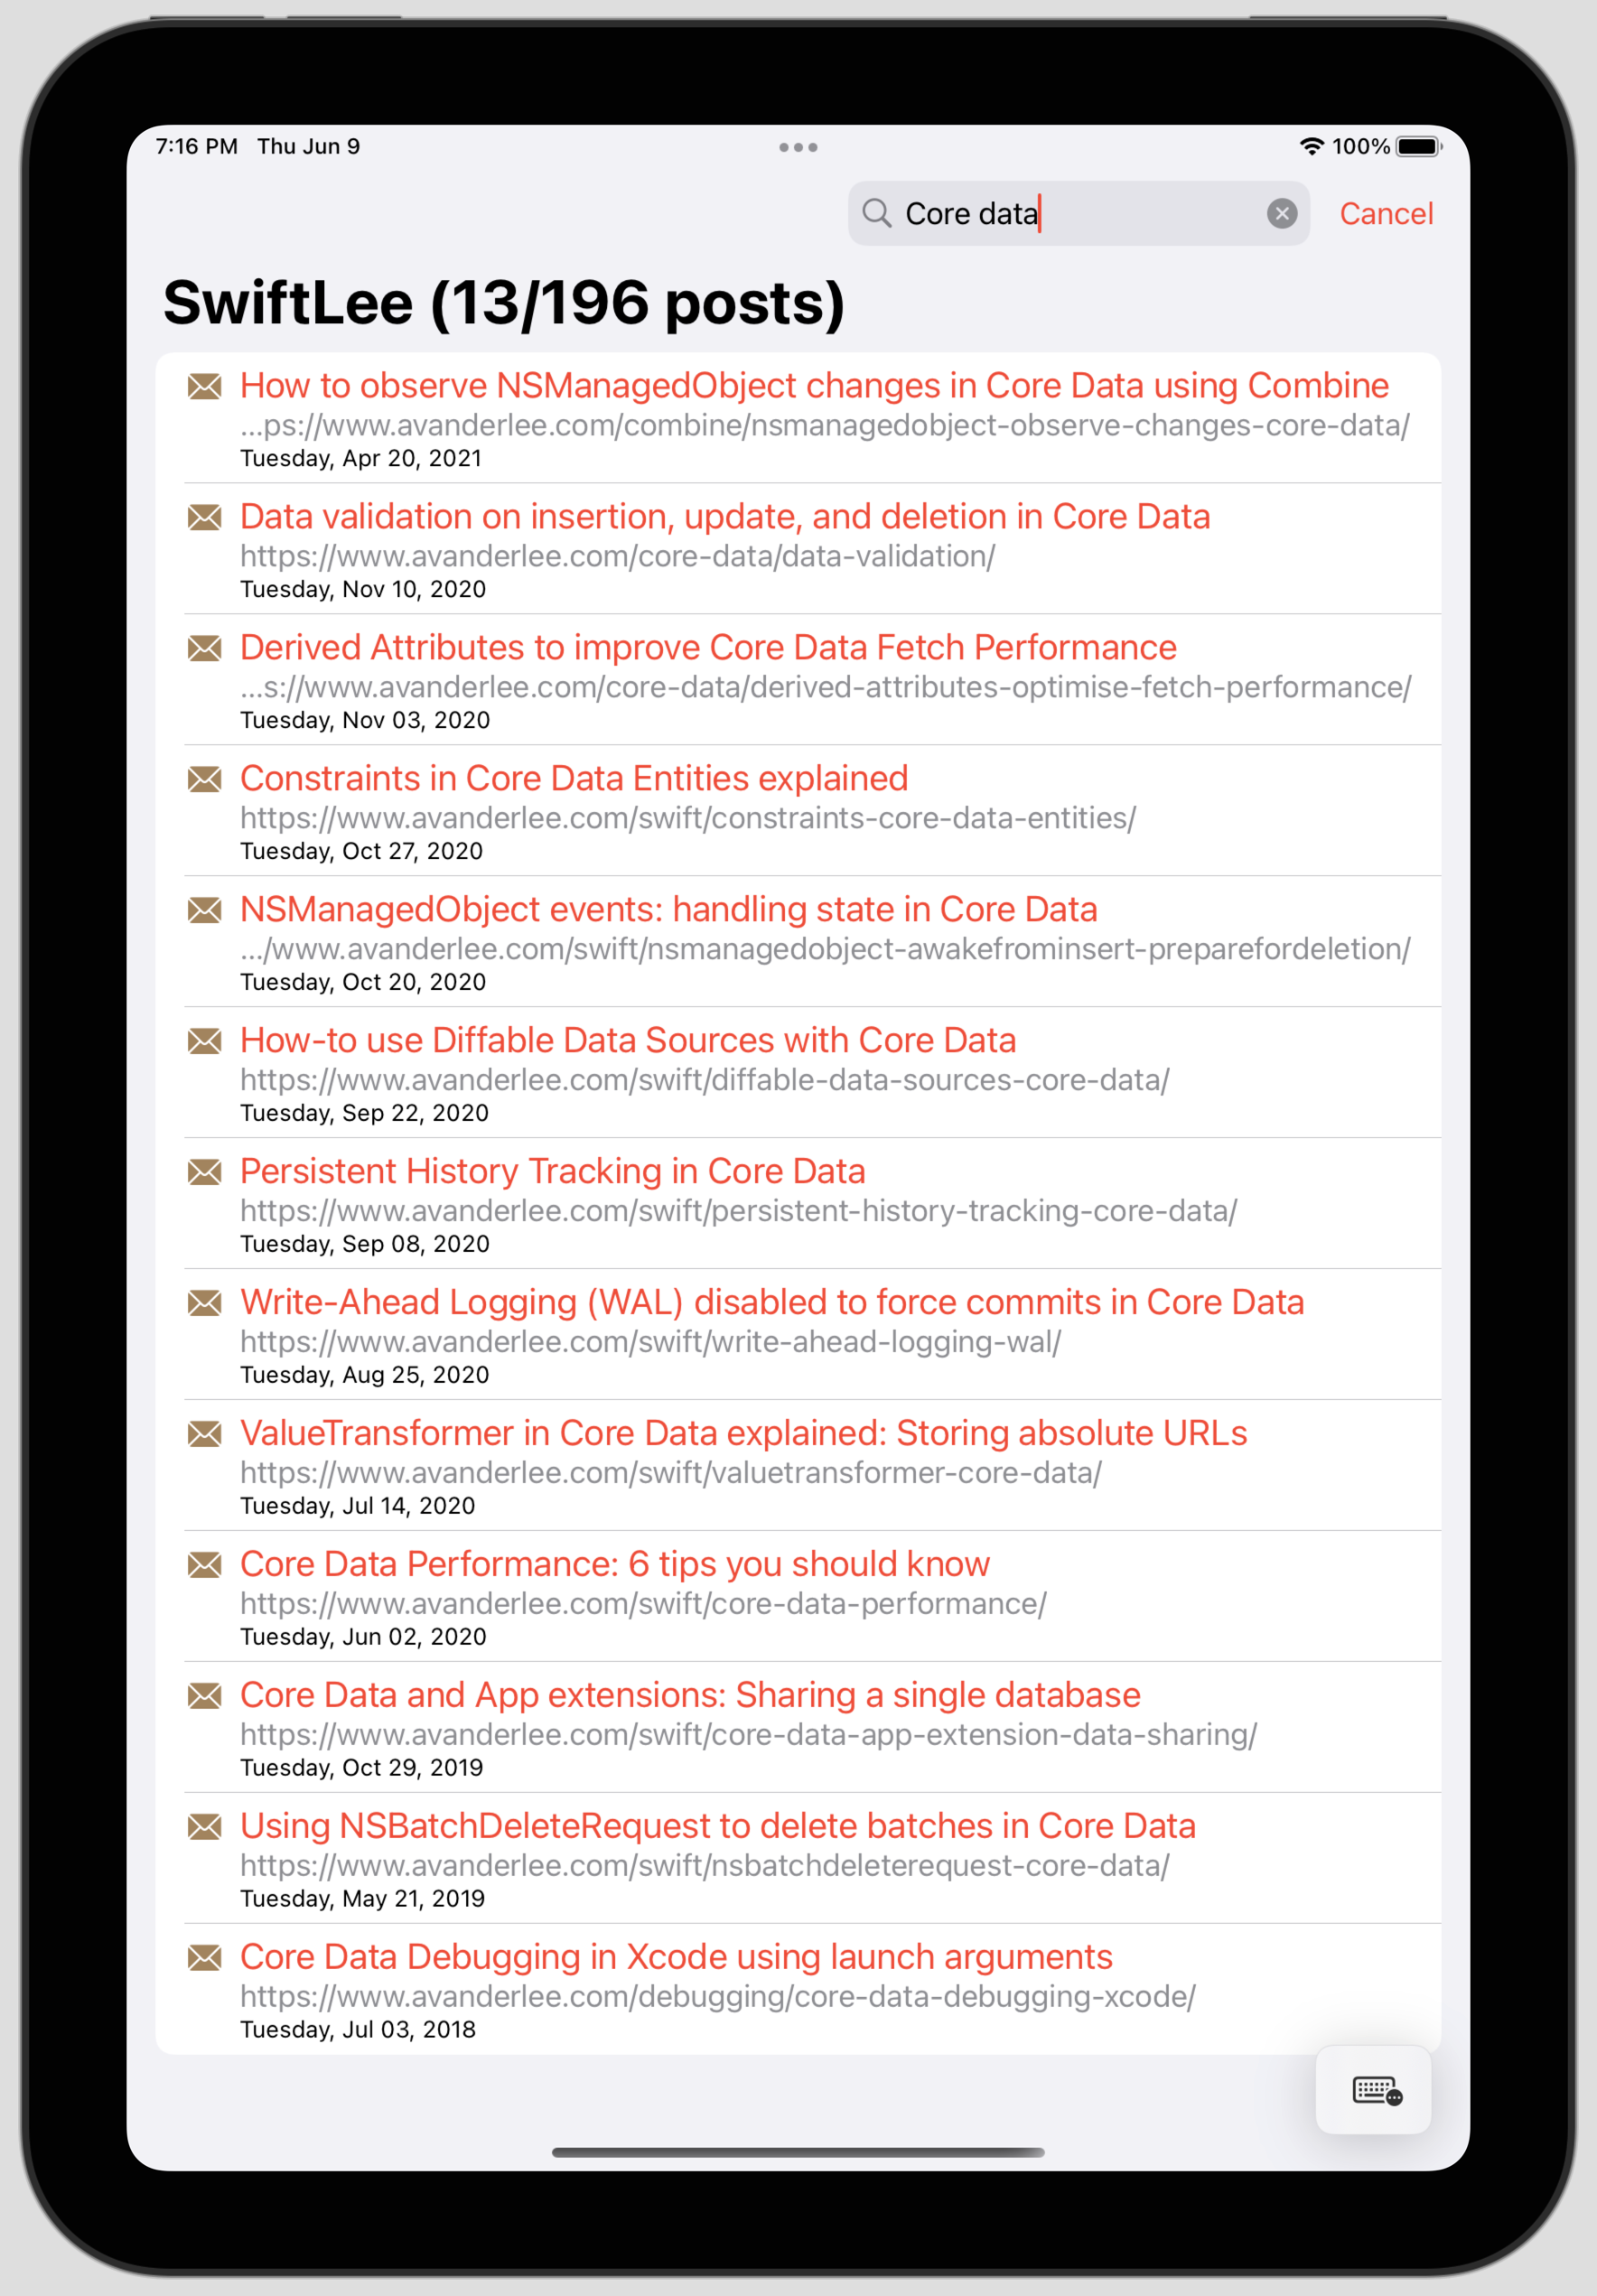 7:16 PM Thu Jun 9
100%
Core data
Cancel
SwiftLee (13/196 posts)
How to observe NSManagedObject changes in Core Data using Combine
...ps://www.avanderlee.com/combine/nsmanagedobject-observe-changes-core-data/
Tuesday, Apr 20, 2021
Data validation on insertion, update, and deletion in Core Data
https://www.avanderlee.com/core-data/data-validation/
Tuesday, Nov 10, 2020
Derived Attributes to improve Core Data Fetch Performance
...s://www.avanderlee.com/core-data/derived-attributes-optimise-fetch-performance/
Tuesday, Nov 03, 2020
Constraints in Core Data Entities explained
https://www.avanderlee.com/swift/constraints-core-data-entities/
Tuesday, Oct 27, 2020
NSManagedObject events: handling state in Core Data
.../www.avanderlee.com/swift/nsmanagedobject-awakefrominsert-preparefordeletion/
Tuesday, Oct 20, 2020
How-to use Diffable Data Sources with Core Data
https://www.avanderlee.com/swift/diffable-data-sources-core-data/
Tuesday, Sep 22, 2020
Persistent History Tracking in Core Data
https://www.avanderlee.com/swift/persistent-history-tracking-core-data/
Tuesday, Sep 08, 2020
Write-Ahead Logging (WAL) disabled to force commits in Core Data
https://www.avanderlee.com/swift/write-ahead-logging-wal/
Tuesday, Aug 25, 2020
ValueTransformer in Core Data explained: Storing absolute URLs
https://www.avanderlee.com/swift/valuetransformer-core-data/
Tuesday, Jul 14, 2020
Core Data Performance: 6 tips you should know
https://www.avanderlee.com/swift/core-data-performance/
Tuesday, Jun 02, 2020
Core Data and App extensions: Sharing a single database
https://www.avanderlee.com/swift/core-data-app-extension-data-sharing/
Tuesday, Oct 29, 2019
Using NSBatchDeleteRequest to delete batches in Core Data
https://www.avanderlee.com/swift/nsbatchdeleterequest-core-data/
Tuesday, May 21, 2019
Core Data Debugging in Xcode using launch arguments
https://www.avanderlee.com/debugging/core-data-debugging-xcode/
Tuesday, Jul 03, 2018